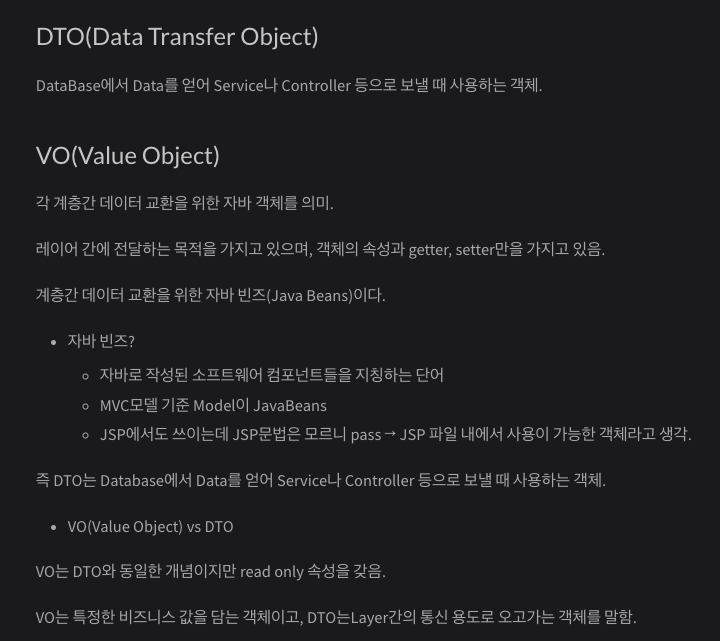 DTO(Data Transfer Object)
DataBase에서 Data를 얻어 Service나 Controller 등으로 보낼 때 사용하는 객체.
VO(Value Object)
각 계층간 데이터 교환을 위한 자바 객체를 의미.
레이어 간에 전달하는 목적을 가지고 있으며, 객체의 속성과 getter, setter만을 가지고 있음.
계층간 데이터 교환을 위한 자바 빈즈(Java Beans)이다.
• 자바 빈즈?
◦ 자바로 작성된 소프트웨어 컴포넌트들을 지칭하는 단어
◦ MVC모델 기준 Model이 JavaBeans
◦ JSP에서도 쓰이는데 JSP문법은 모르니 pass → JSP 파일 내에서 사용이 가능한 객체라고 생각.
즉 DTO는 Database에서 Data를 얻어 Service나 Controller 등으로 보낼 때 사용하는 객체.
• VO(Value Object) vs DTO
VO는 DTO와 동일한 개념이지만 read only 속성을 갖음.
VO는 특정한 비즈니스 값을 담는 객체이고, DTO는Layer간의 통신 용도로 오고가는 객체를 말함.